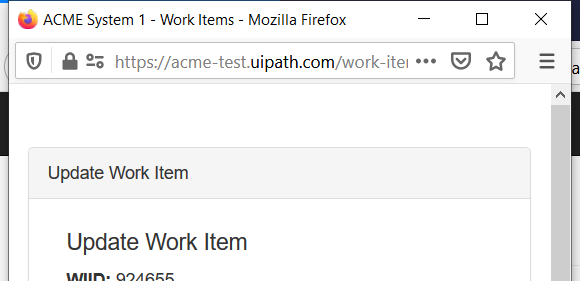 ACME System 1 - Work Items - Mozilla Firefox
https://acme-test.uipath.com/work-iter
Update Work Item
Update Work Item
WIID: 924655